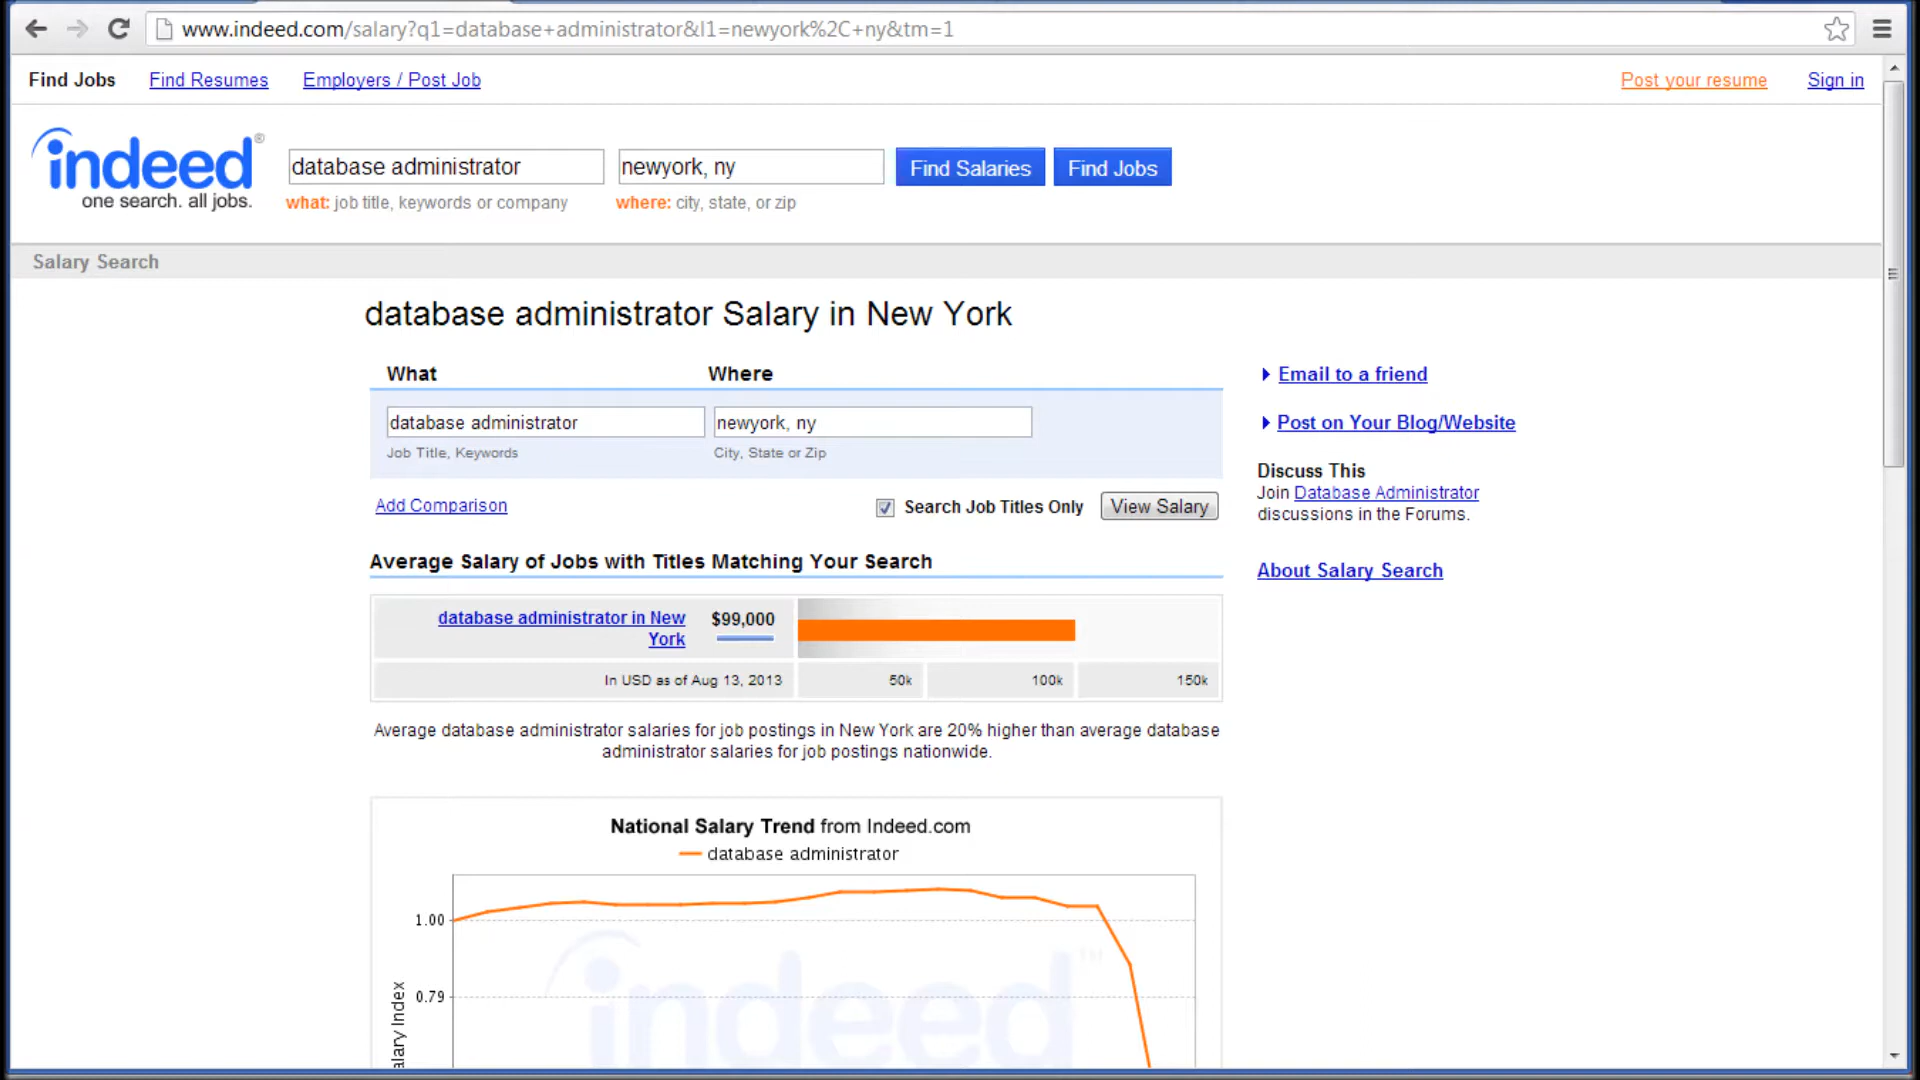 www.indeed.com/salary?q1=database+administrator&l1=newyork%2C+ny&tm=1
Find Jobs Find Resumes Employers / Post Job Post your resume Sign in
indeed®
one search. all jobs.
database administrator newyork, ny Find Salaries Find Jobs
what: job title, keywords or company where: city, state, or zip
Salary Search
database administrator Salary in New York
What Where
database administrator newyork, ny
Job Title, Keywords City, State or Zip
Add Comparison Search Job Titles Only View Salary
Email to a friend
Post on Your Blog/Website
Discuss This
Join Database Administrator
discussions in the Forums.
About Salary Search
Average Salary of Jobs with Titles Matching Your Search
database administrator in New $99,000
York
In USD as of Aug 13, 2013 50k 100k 150k
Average database administrator salaries for job postings in New York are 20% higher than average database
administrator salaries for job postings nationwide.
National Salary Trend from Indeed.com
database administrator
1.00
0.79
alary Index
indeed™